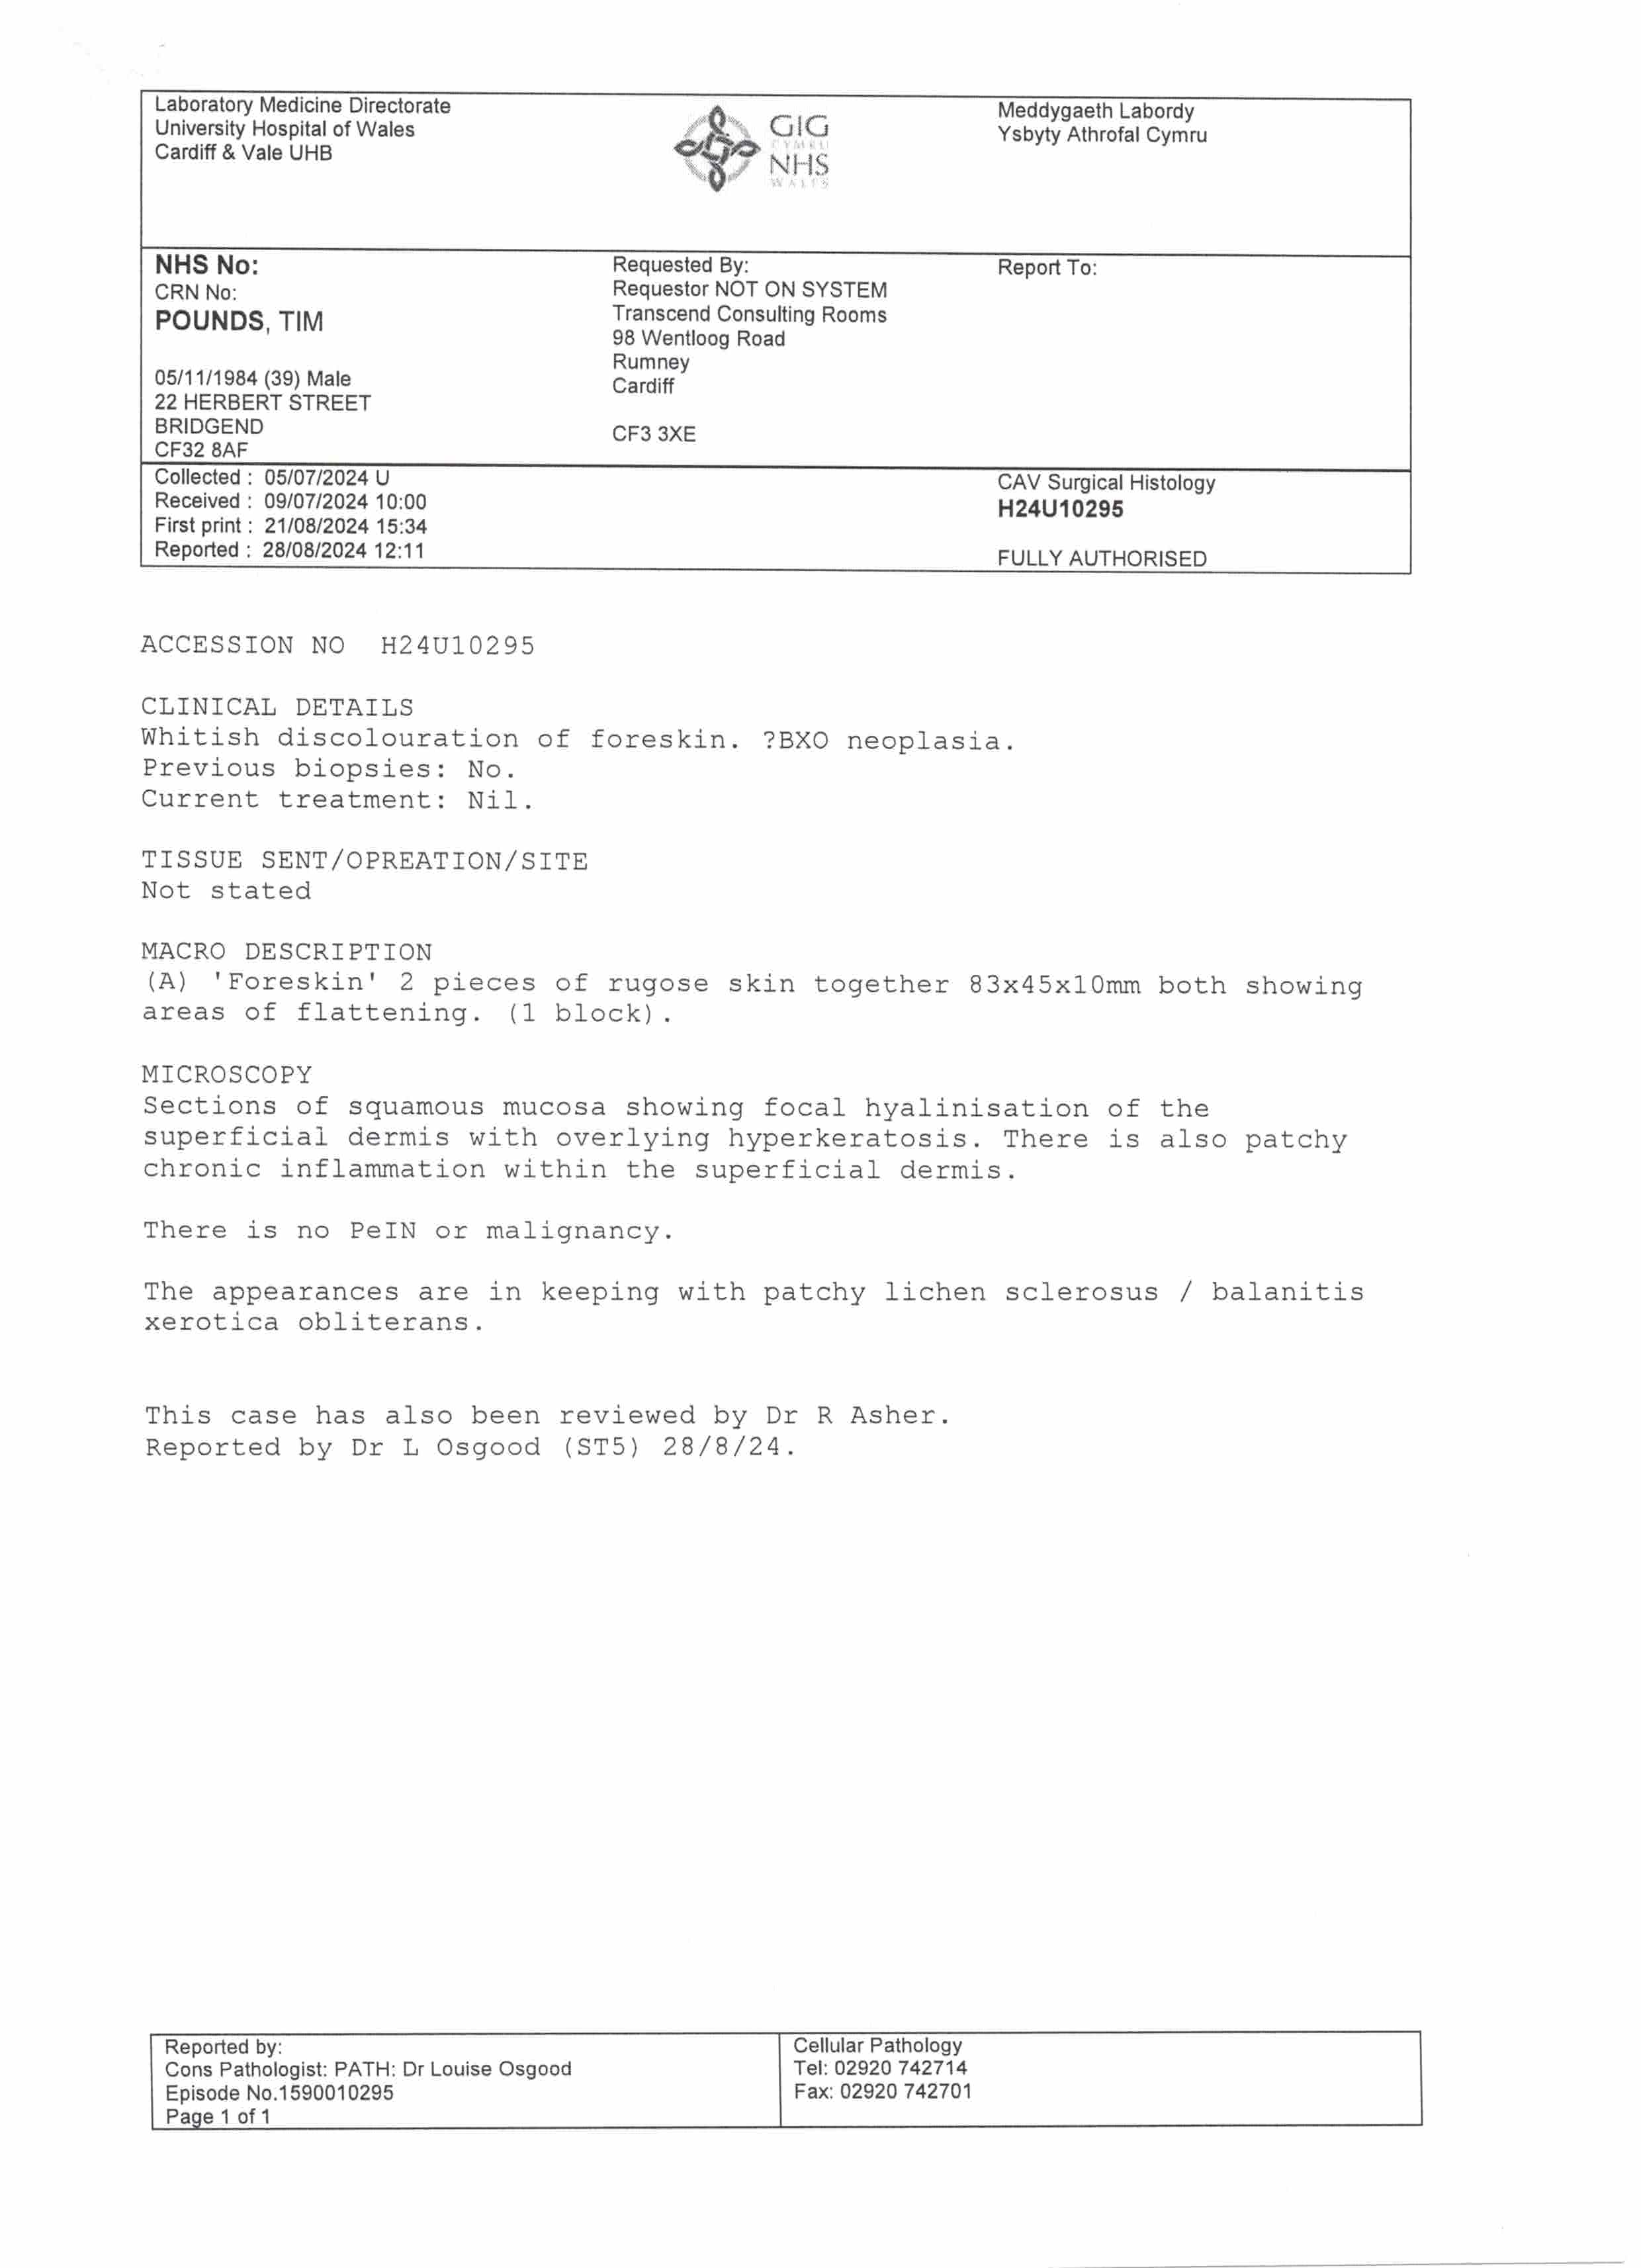 Laboratory Medicine Directorate
University Hospital of Wales
Cardiff & Vale UHB
GIG
CYMRU
NHS
WALES
Meddygaeth Labordy
Ysbyty Athrofal Cymru
NHS No:
CRN No:
POUNDS, TIM
05/11/1984 (39) Male
22 HERBERT STREET
BRIDGEND
CF32 8AF
Requested By:
Requestor NOT ON SYSTEM
Transcend Consulting Rooms
98 Wentloog Road
Rumney
Cardiff
CF3 3XE
Report To:
Collected : 05/07/2024 U
Received : 09/07/2024 10:00
First print : 21/08/2024 15:34
Reported : 28/08/2024 12:11
CAV Surgical Histology
H24U10295
FULLY AUTHORISED
ACCESSION NO H24U10295
CLINICAL DETAILS
Whitish discolouration of foreskin. ?BXO neoplasia.
Previous biopsies: No.
Current treatment: Nil.
TISSUE SENT/OPREATION/SITE
Not stated
MACRO DESCRIPTION
(A) 'Foreskin' 2 pieces of rugose skin together 83x45x10mm both showing
areas of flattening. (1 block).
MICROSCOPY
Sections of squamous mucosa showing focal hyalinisation of the
superficial dermis with overlying hyperkeratosis. There is also patchy
chronic inflammation within the superficial dermis.
There is no PeIN or malignancy.
The appearances are in keeping with patchy lichen sclerosus / balanitis
xerotica obliterans.
This case has also been reviewed by Dr R Asher.
Reported by Dr L Osgood (ST5) 28/8/24.
Reported by:
Cons Pathologist: PATH: Dr Louise Osgood
Episode No.1590010295
Page 1 of 1
Cellular Pathology
Tel: 02920 742714
Fax: 02920 742701